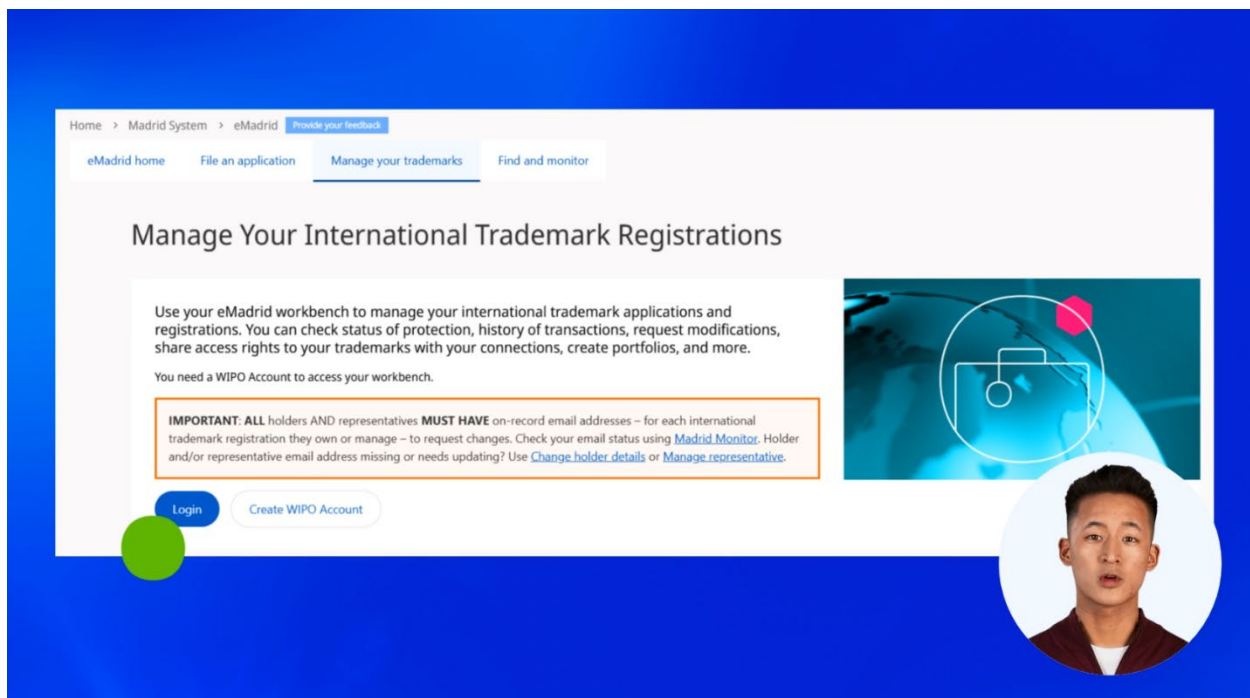 Home > Madrid System > eMadrid Provide your feedback
eMadrid home File an application Manage your trademarks Find and monitor
Manage Your International Trademark Registrations
Use your eMadrid workbench to manage your international trademark applications and
registrations. You can check status of protection, history of transactions, request modifications,
share access rights to your trademarks with your connections, create portfolios, and more.
You need a WIPO Account to access your workbench.
IMPORTANT: ALL holders AND representatives MUST HAVE on-record email addresses – for each international
trademark registration they own or manage – to request changes. Check your email status using Madrid Monitor. Holder
and/or representative email address missing or needs updating? Use Change holder details or Manage representative.
Login Create WIPO Account